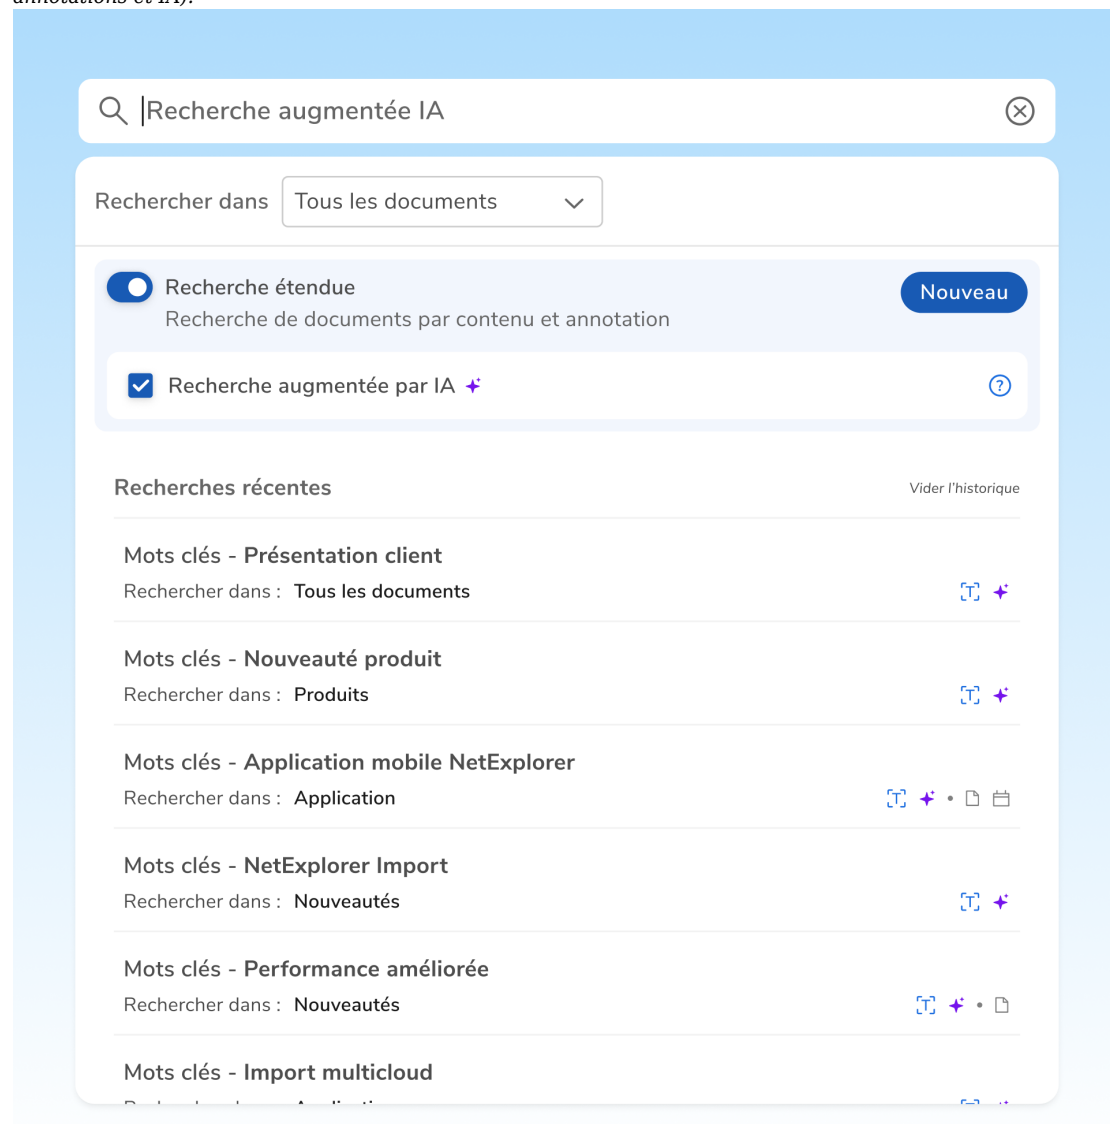 annotations et IA).
Recherche augmentée IA
Rechercher dans Tous les documents
Recherche étendue
Nouveau
Recherche de documents par contenu et annotation
Recherche augmentée par IA
Recherches récentes Vider l'historique
Mots clés - Présentation client
Rechercher dans : Tous les documents
Mots clés - Nouveauté produit
Rechercher dans : Produits
Mots clés - Application mobile NetExplorer
Rechercher dans : Application
Mots clés - NetExplorer Import
Rechercher dans : Nouveautés
Mots clés - Performance améliorée
Rechercher dans : Nouveautés
Mots clés - Import multicloud